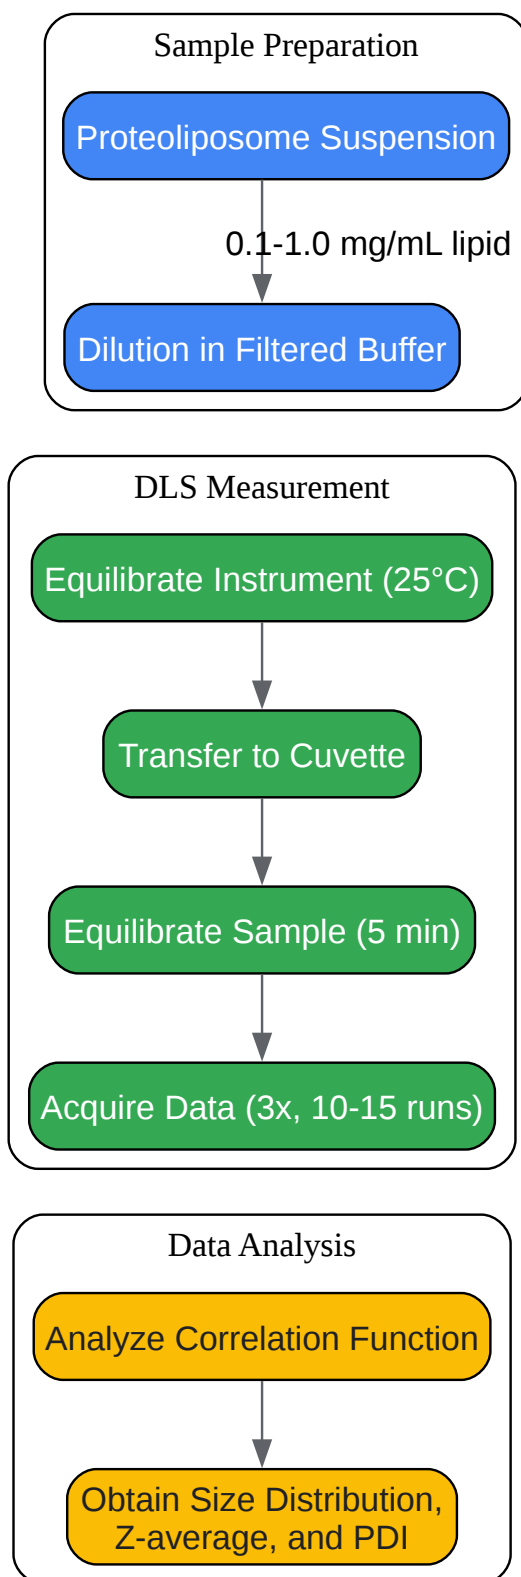 Sample Preparation
Proteoliposome Suspension
0.1-1.0 mg/mL lipid
Dilution in Filtered Buffer
DLS Measurement
Equilibrate Instrument (25°C)
Transfer to Cuvette
Equilibrate Sample (5 min)
Acquire Data (3x, 10-15 runs)
Data Analysis
Analyze Correlation Function
Obtain Size Distribution,
Z-average, and PDI